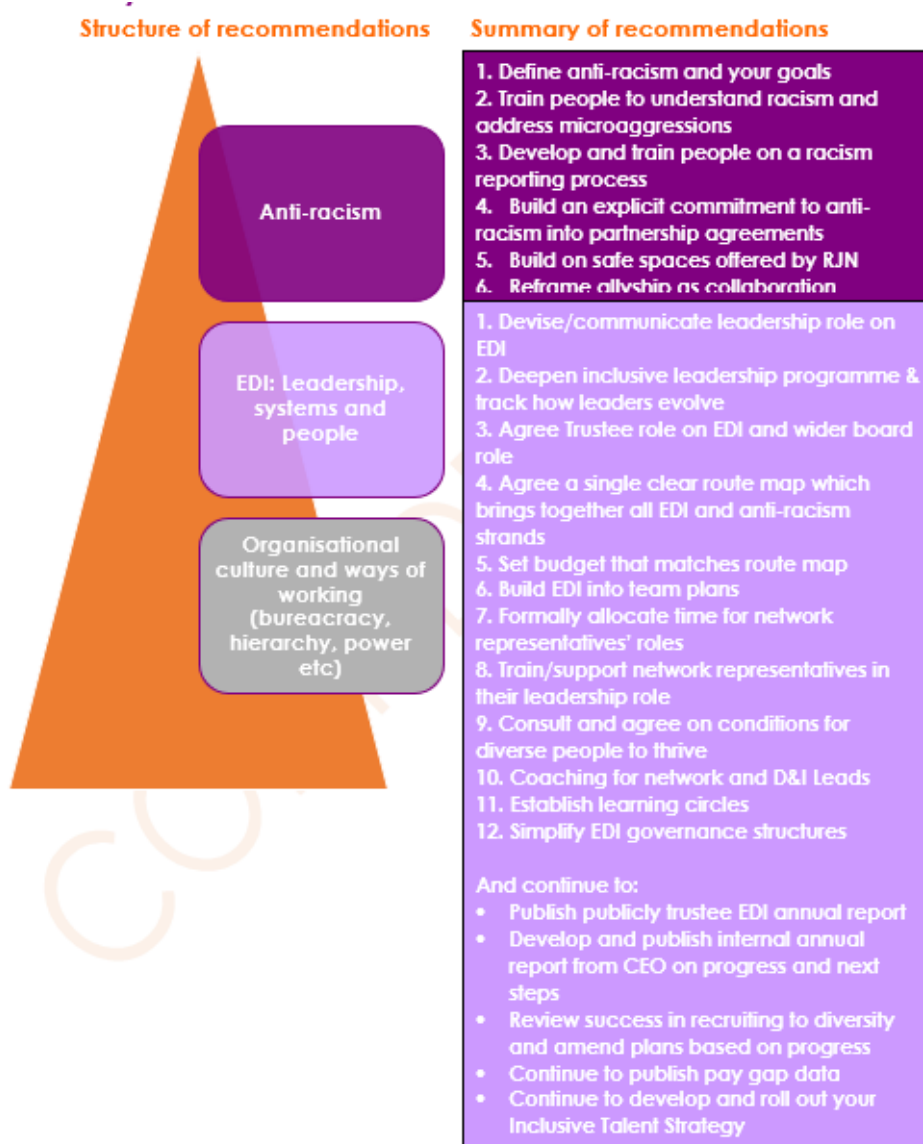 Structure of recommendations
Anti-racism
EDI: Leadership,
systems and
people
Organisational
culture and ways of
working
(bureacracy,
hierarchy, power
etc)
Summary of recommendations
1. Define anti-racism and your goals
2. Train people to understand racism and
address microaggressions
3. Develop and train people on a racism
reporting process
4. Build an explicit commitment to anti-
racism into partnership agreements
5. Build on safe spaces offered by RJN
6. Reframe allyship as collaboration
1. Devise/communicate leadership role on
EDI
2. Deepen inclusive leadership programme &
track how leaders evolve
3. Agree Trustee role on EDI and wider board
role
4. Agree a single clear route map which
brings together all EDI and anti-racism
strands
5. Set budget that matches route map
6. Build EDI into team plans
7. Formally allocate time for network
representatives' roles
8. Train/support network representatives in
their leadership role
9. Consult and agree on conditions for
diverse people to thrive
10. Coaching for network and D&I Leads
11. Establish learning circles
12. Simplify EDI governance structures
And continue to:
• Publish publicly trustee EDI annual report
• Develop and publish internal annual
report from CEO on progress and next
steps
• Review success in recruiting to diversity
and amend plans based on progress
• Continue to publish pay gap data
• Continue to develop and roll out your
Inclusive Talent Strategy